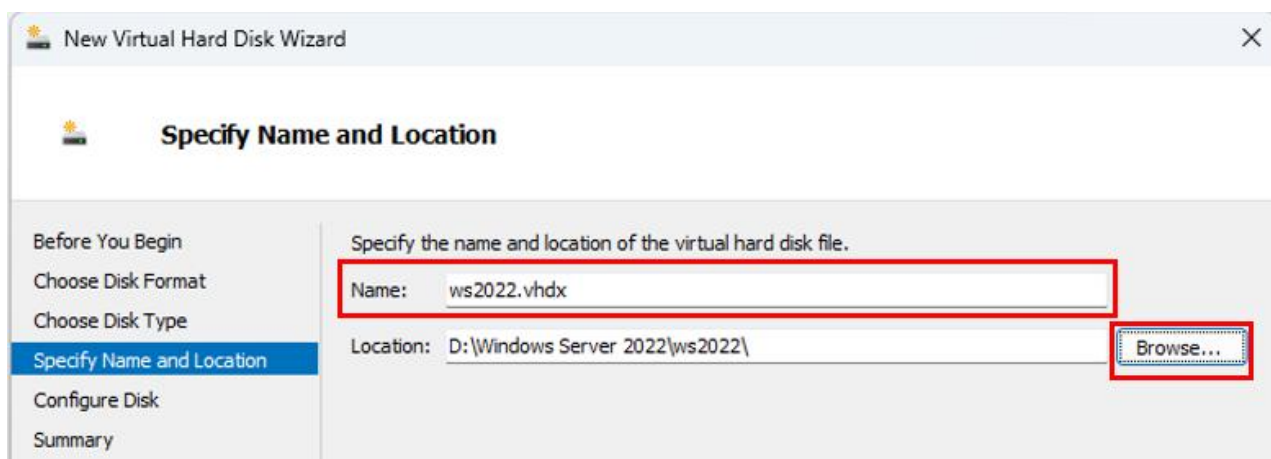 New Virtual Hard Disk Wizard
Specify Name and Location
Before You Begin
Choose Disk Format
Choose Disk Type
Specify Name and Location
Configure Disk
Summary
Specify the name and location of the virtual hard disk file.
Name: ws2022.vhdx
Location: D:\Windows Server 2022\ws2022\ Browse...